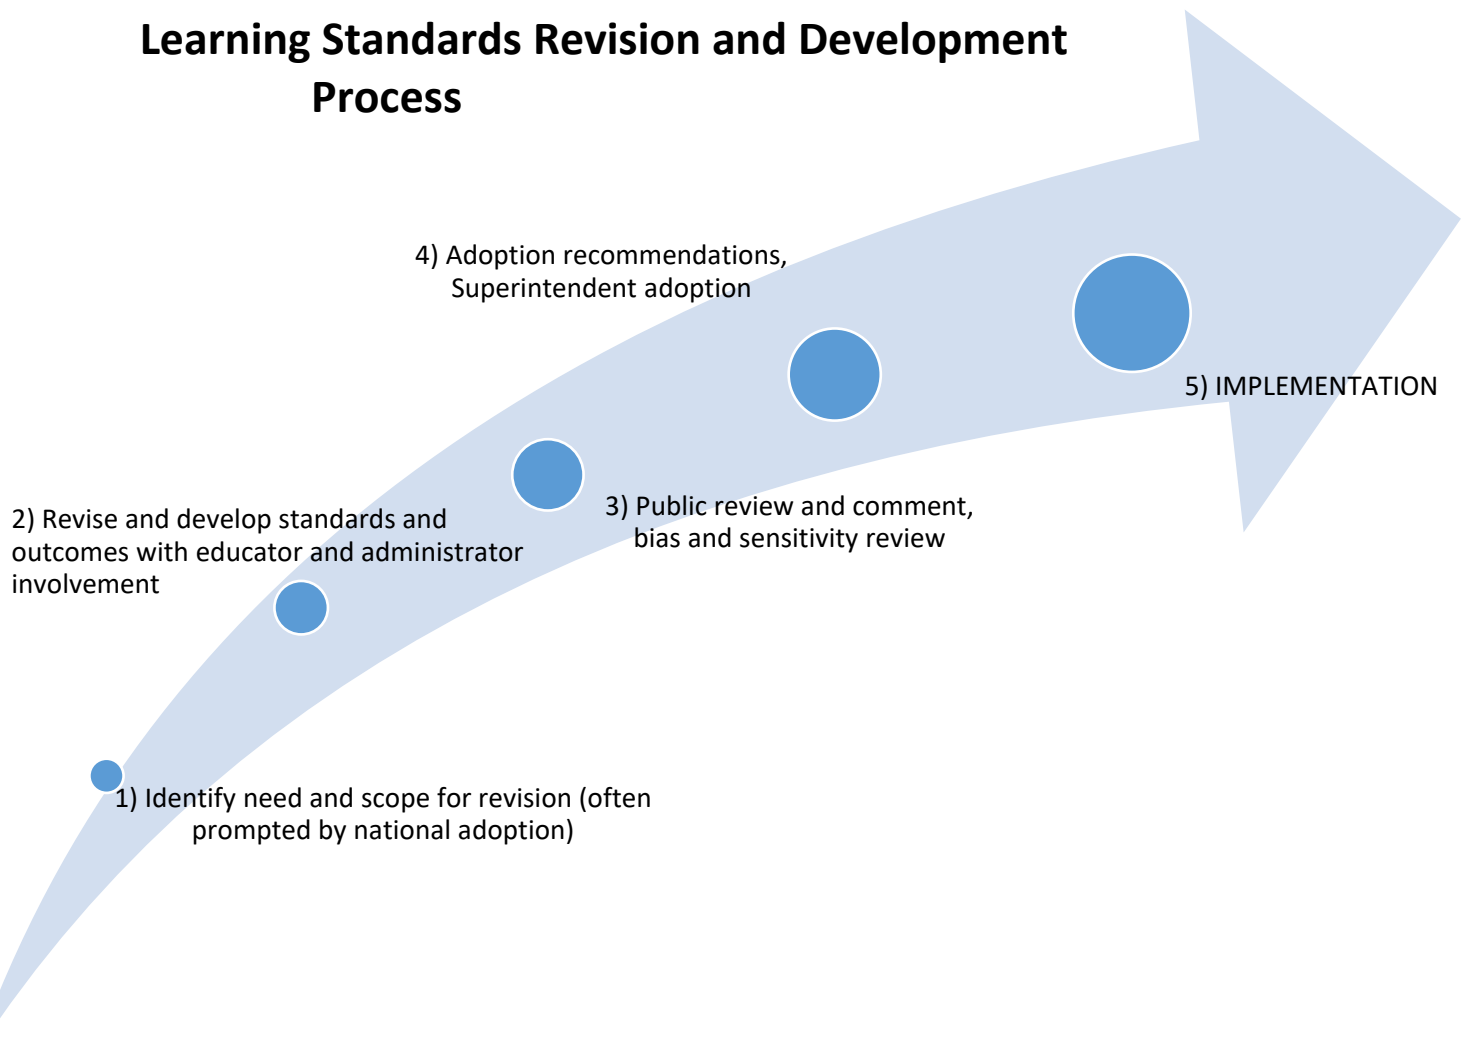 Learning Standards Revision and Development
Process
4) Adoption recommendations,
Superintendent adoption
5) IMPLEMENTATION
3) Public review and comment,
bias and sensitivity review
2) Revise and develop standards and
outcomes with educator and administrator
involvement
1) Identify need and scope for revision (often
prompted by national adoption)